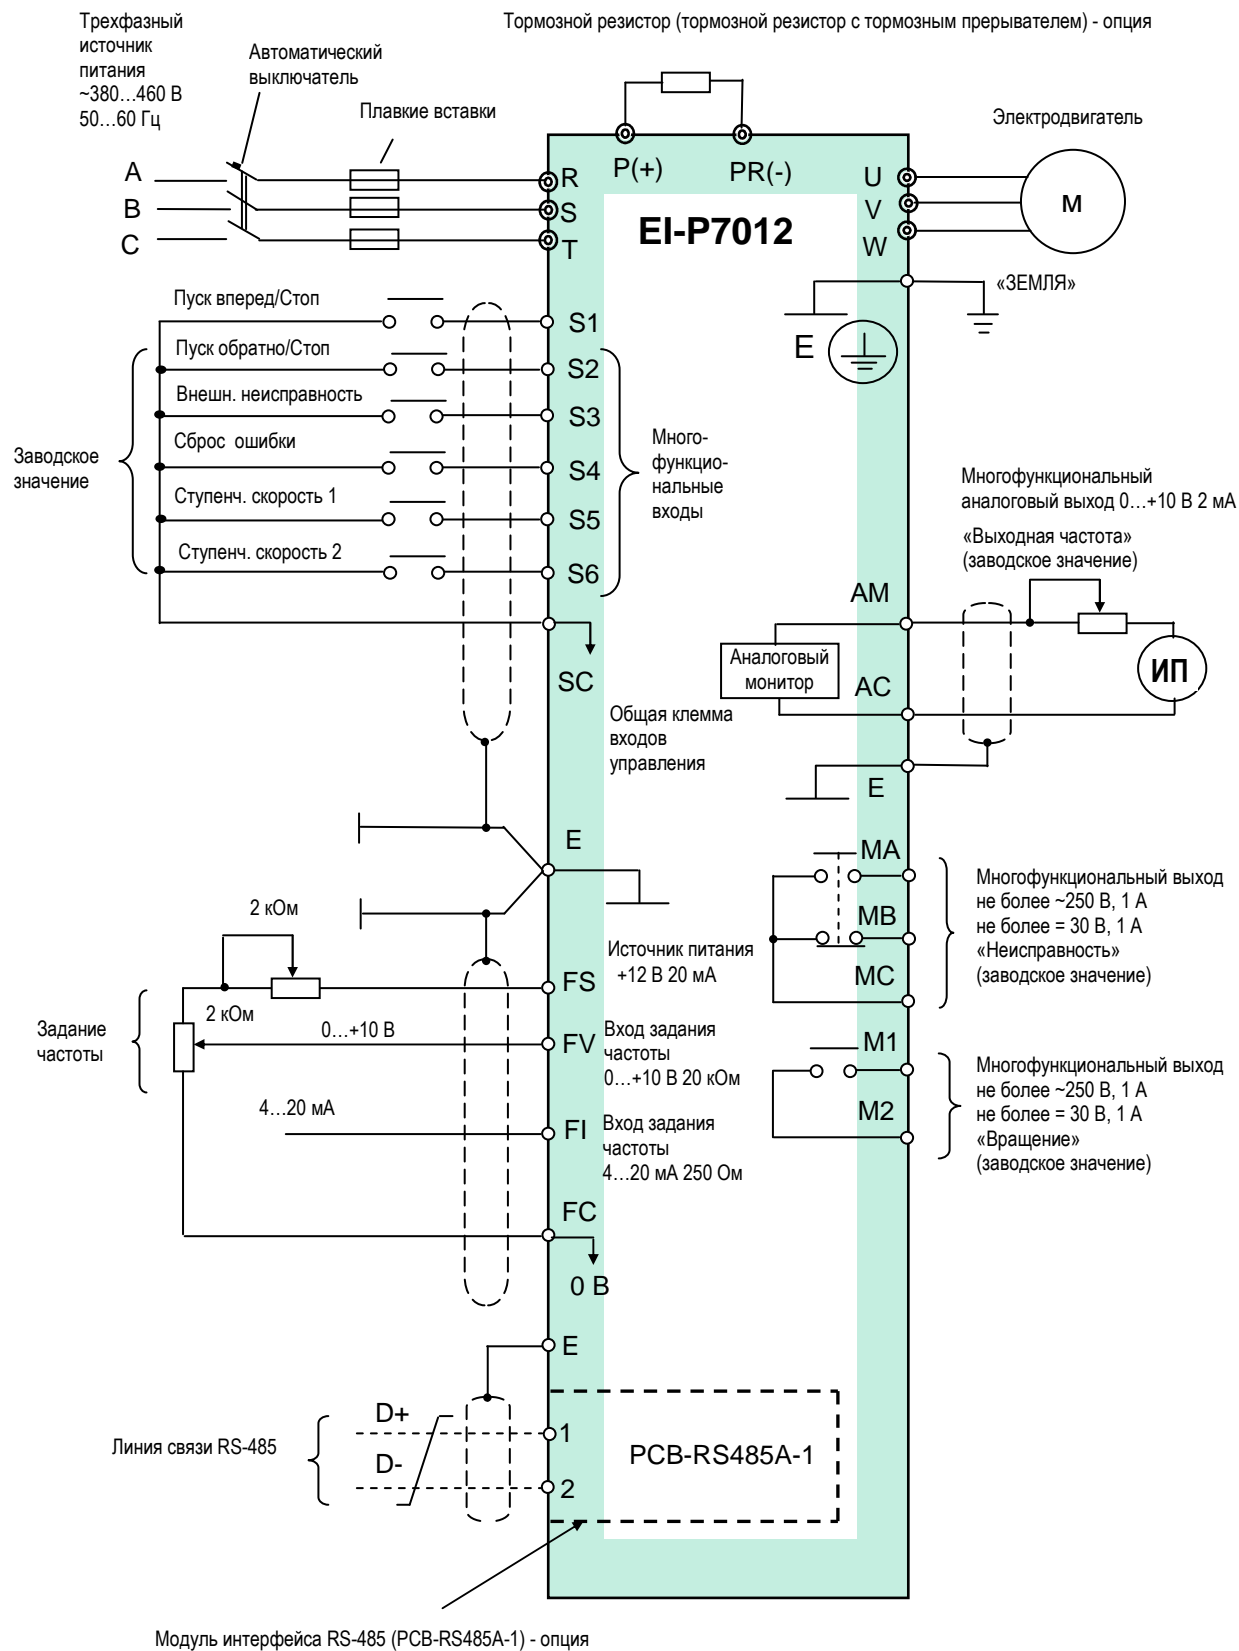 Трехфазный
источник
питания
~380…460 В
50…60 Гц
Автоматический
выключатель
Плавкие вставки
Тормозной резистор (тормозной резистор с тормозным прерывателем) - опция
Электродвигатель
P(+)
PR(-)
A
B
C
R
S
T
EI-P7012
U
V
W
М
«ЗЕМЛЯ»
E
Пуск вперед/Стоп
S1
Пуск обратно/Стоп
S2
Внешн. неисправность
S3
Сброс ошибки
S4
Ступенч. скорость 1
S5
Ступенч. скорость 2
S6
Заводское
значение
Много-
функцио-
нальные
входы
SC
Общая клемма
входов
управления
Многофункциональный
аналоговый выход 0…+10 В 2 мА
«Выходная частота»
(заводское значение)
AM
Аналоговый
монитор
AC
ИП
E
E
MA
MB
MC
Многофункциональный выход
не более ~250 В, 1 А
не более = 30 В, 1 А
«Неисправность»
(заводское значение)
2 кОм
Источник питания
+12 В 20 мА
FS
2 кОм
Задание
частоты
0…+10 В
FV
Вход задания
частоты
0…+10 В 20 кОм
4…20 мА
FI
Вход задания
частоты
4…20 мА 250 Ом
M1
M2
Многофункциональный выход
не более ~250 В, 1 А
не более = 30 В, 1 А
«Вращение»
(заводское значение)
FC
0 В
E
Линия связи RS-485
D+
D-
1
2
PCB-RS485A-1
Модуль интерфейса RS-485 (PCB-RS485A-1) - опция